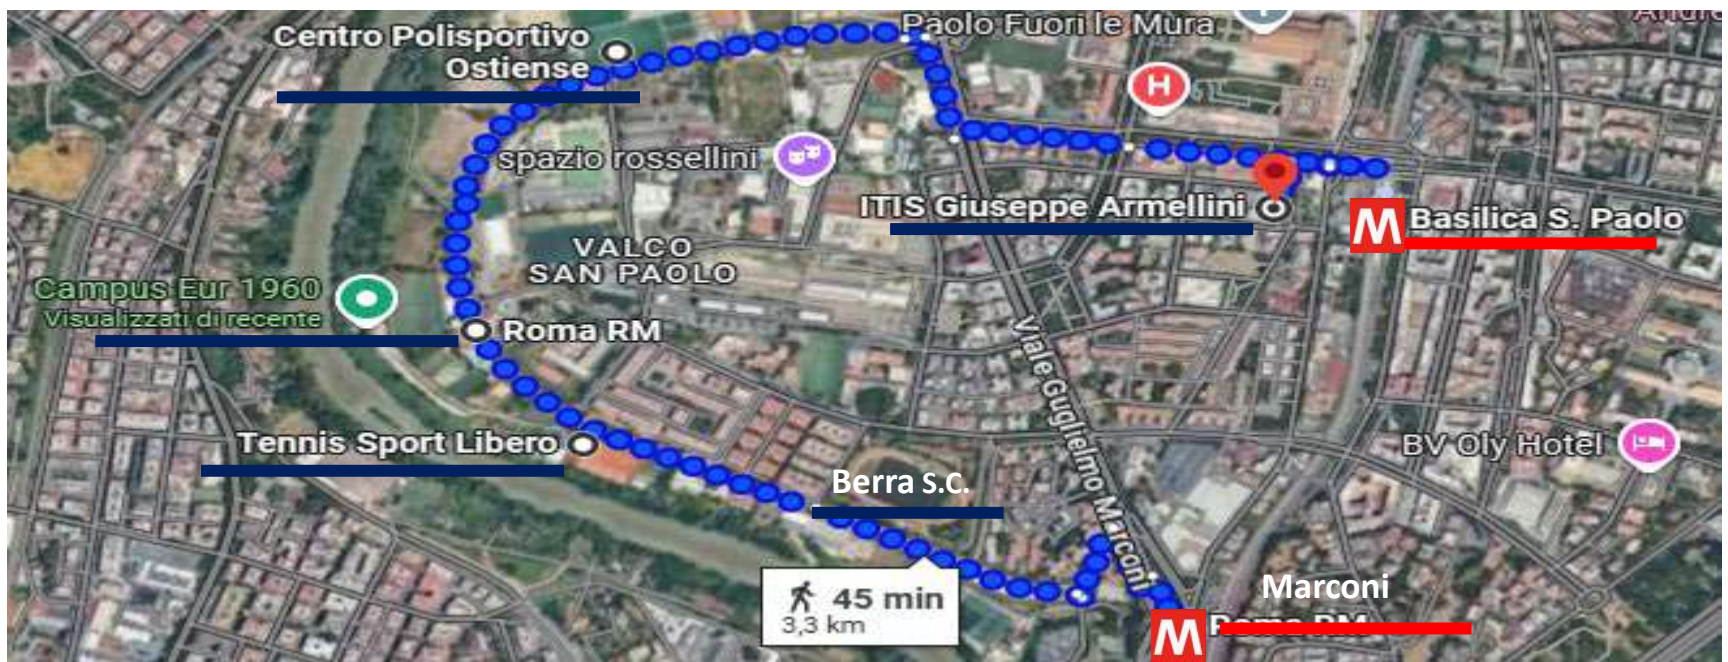 Paolo Fuori le Mura
Centro Polisportivo
Ostiense
H
spazio rossellini
ITIS Giuseppe Armellini
M Basilica S. Paolo
VALCO
SAN PAOLO
Campus Eur 1960
Visualizzati di recente
Roma RM
Viale Guglielmo Marconi
Tennis Sport Libero
BV Oly Hotel
Berra S.C.
45 min
3,3 km
Marconi
M Roma RM